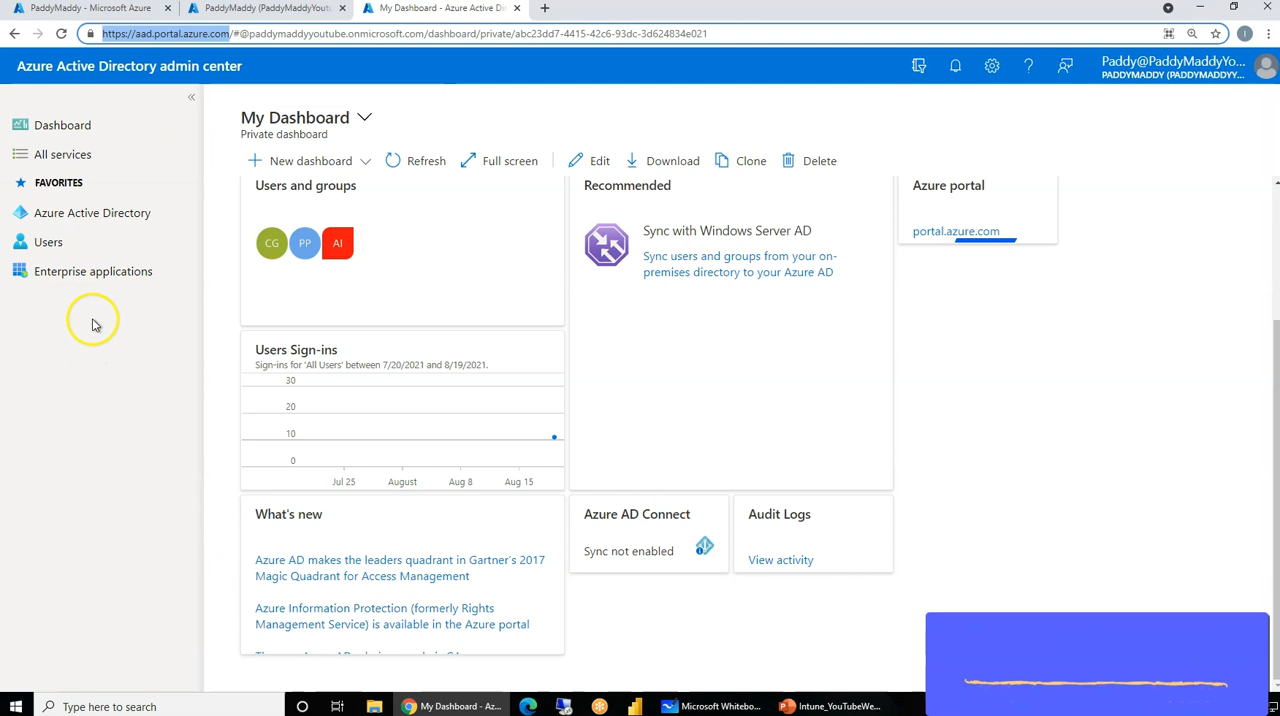 PaddyMaddy - Microsoft Azure
PaddyMaddy (PaddyMaddyYoutu
My Dashboard - Azure Active Di
https://aad.portal.azure.com/#@paddymaddyyoutube.onmicrosoft.com/dashboard/private/abc23dd7-4415-42c6-93dc-3d624834e021
I
Azure Active Directory admin center
Paddy@PaddyMaddyYo...
PADDYMADDY (PADDYMADDYY...
Dashboard
All services
FAVORITES
Azure Active Directory
Users
Enterprise applications
My Dashboard
Private dashboard
New dashboard
Refresh
Full screen
Edit
Download
Clone
Delete
Users and groups
CG PP AI
Recommended
Sync with Windows Server AD
Sync users and groups from your on-
premises directory to your Azure AD
Azure portal
portal.azure.com
Users Sign-ins
Sign-ins for 'All Users' between 7/20/2021 and 8/19/2021.
30
20
10
0
Jul 25 August Aug 8 Aug 15
What's new
Azure AD makes the leaders quadrant in Gartner's 2017
Magic Quadrant for Access Management
Azure Information Protection (formerly Rights
Management Service) is available in the Azure portal
Azure AD Connect
Sync not enabled
Audit Logs
View activity
Type here to search
My Dashboard - Az...
Microsoft Whitebo...
Intune_YouTubeWe...